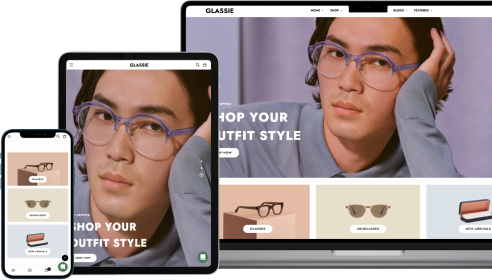 GLASSIE
HOME SHOP BLOGS FEATURES
SHOP YOUR
OUTFIT STYLE
SHOP NOW
GLASSES SUNGLASSES NEW ARRIVALS
GLASSIE
SHOP YOUR
OUTFIT STYLE
SHOP NOW
GLASSES
SUNGLASSES
NEW ARRIVALS